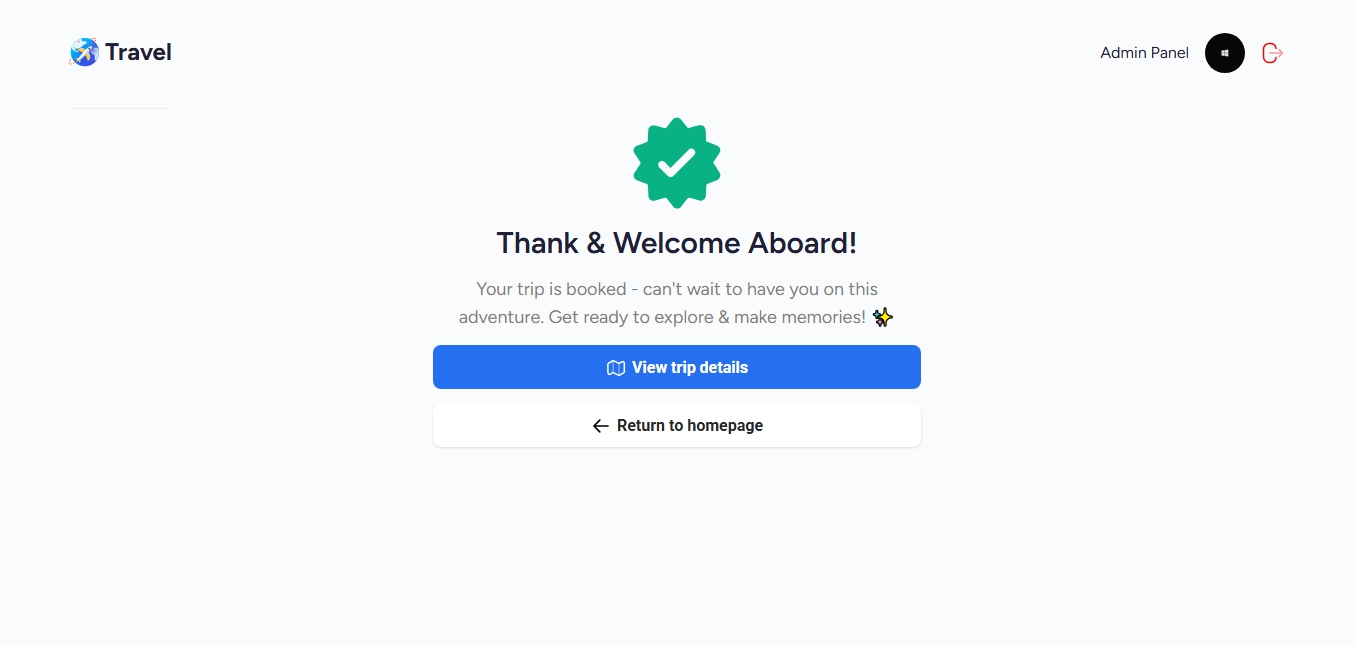 Travel
Admin Panel
Thank & Welcome Aboard!
Your trip is booked - can't wait to have you on this
adventure. Get ready to explore & make memories! ✨
View trip details
Return to homepage